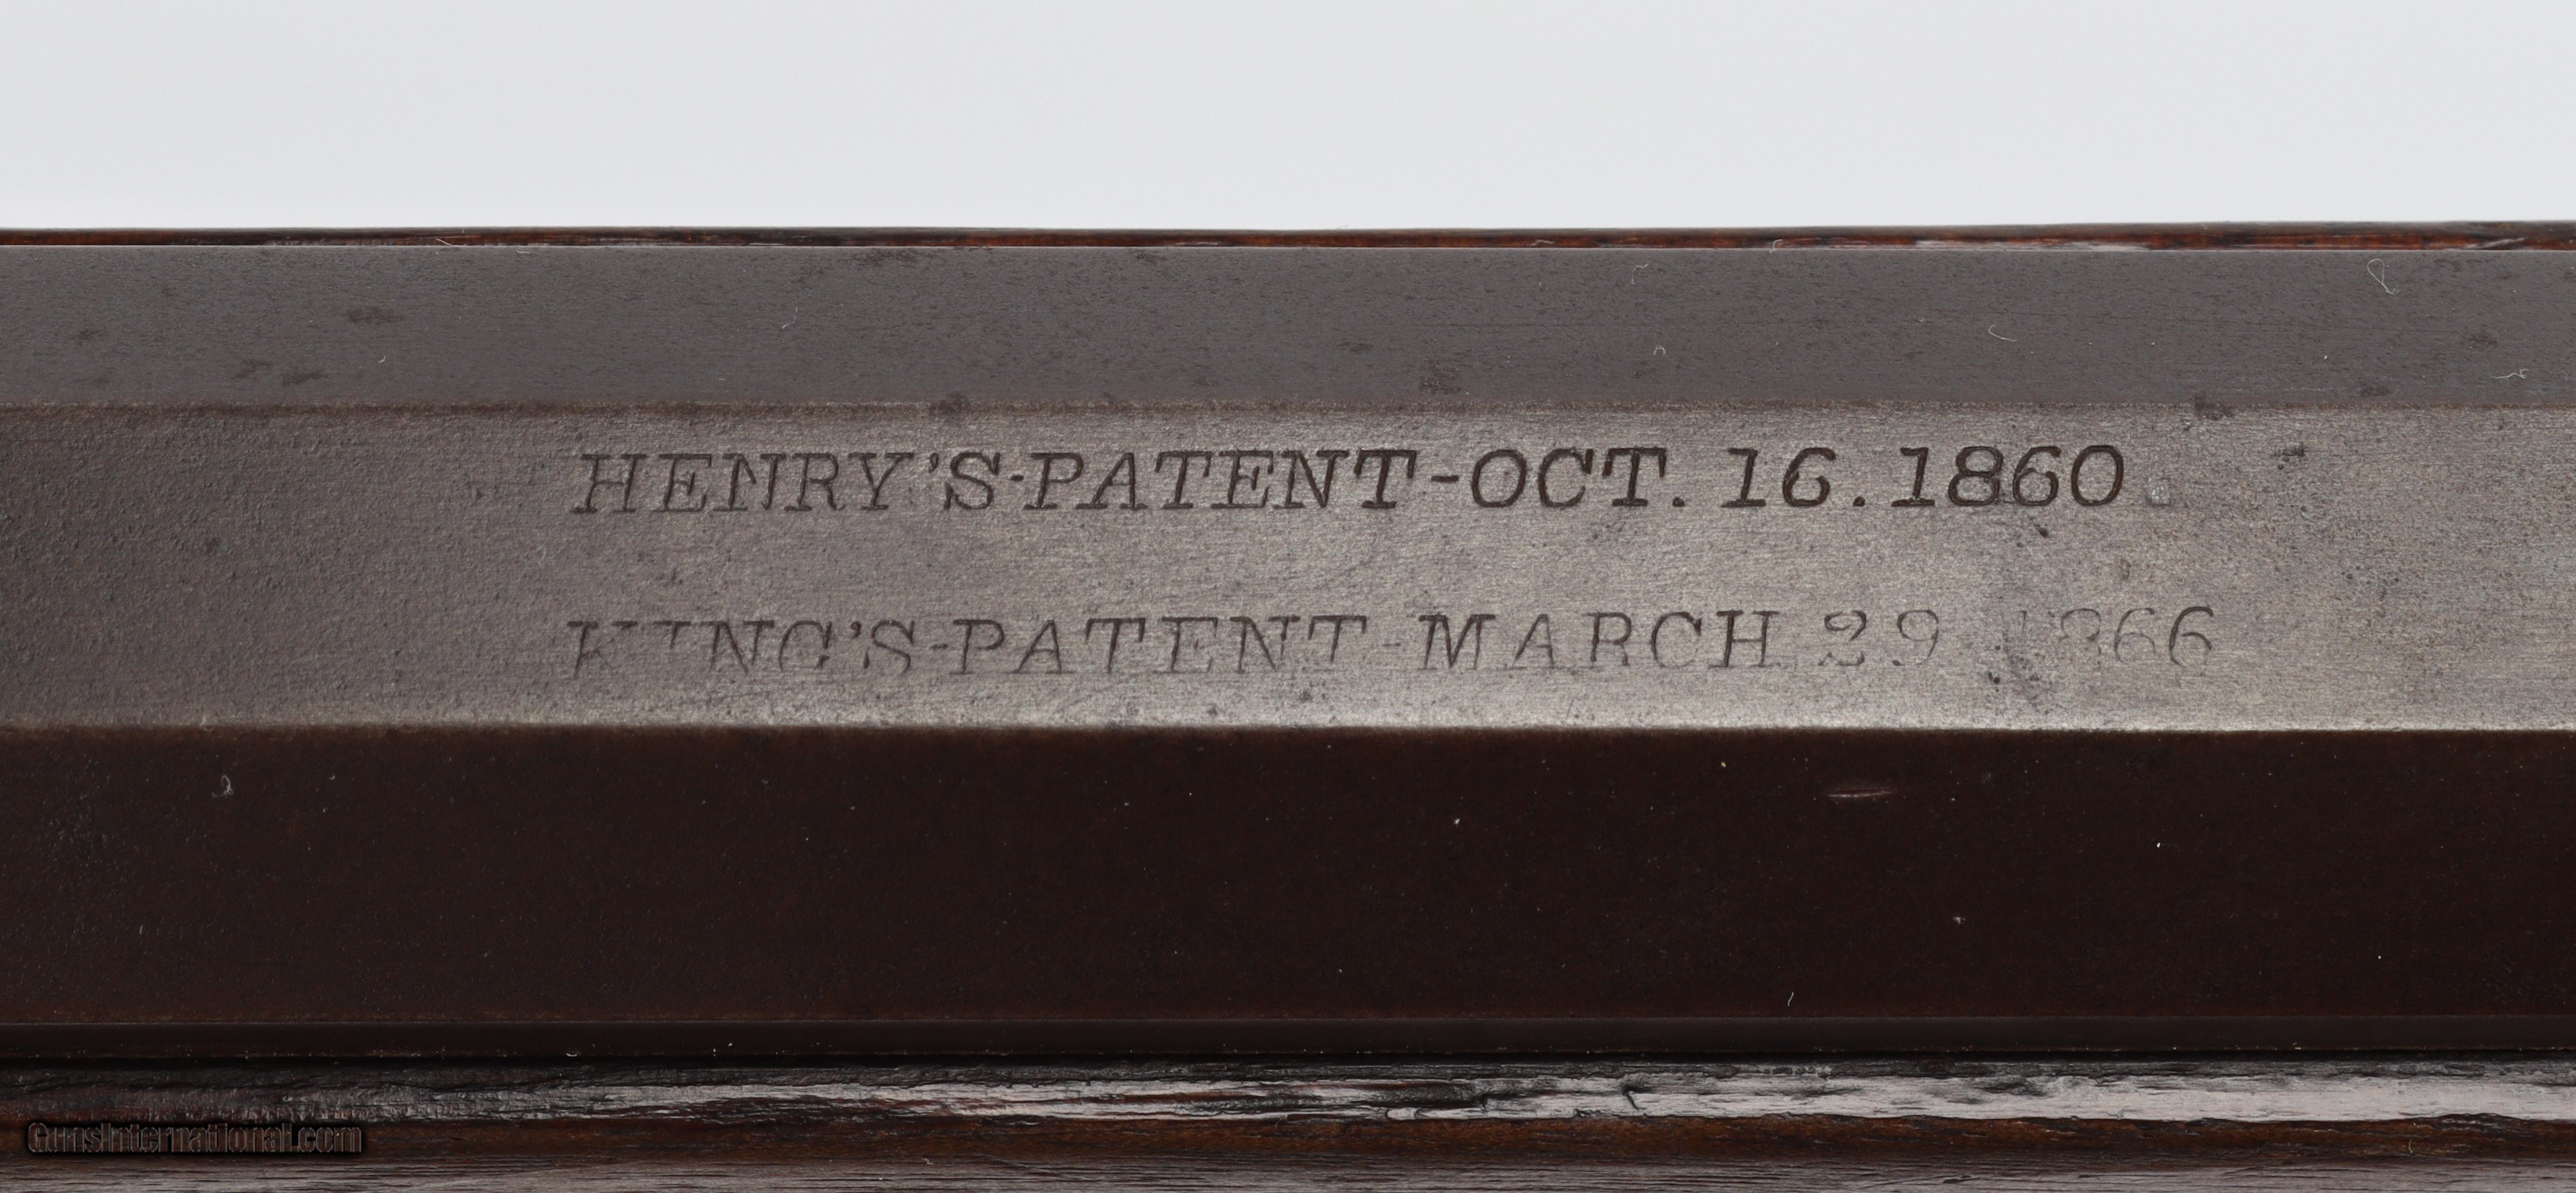 HENRY'S-PATENT-OCT. 16. 1860
KING'S-PATENT-MARCH 29 1866
GunsInternational.com